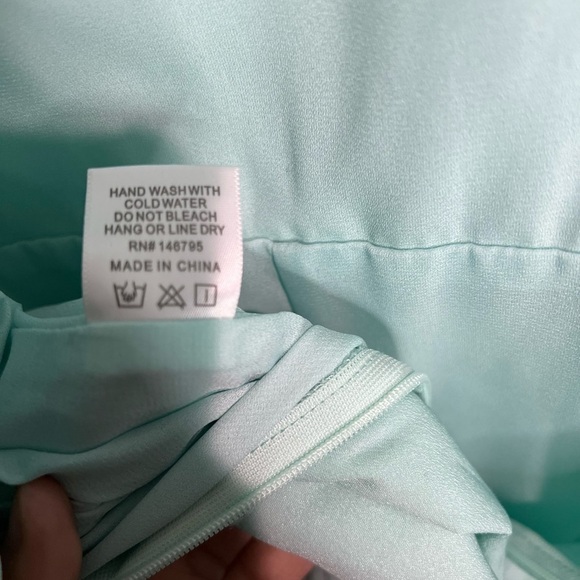 HAND WASH WITH
COLD WATER
DO NOT BLEACH
HANG OR LINE DRY
RN# 146795
MADE IN CHINA